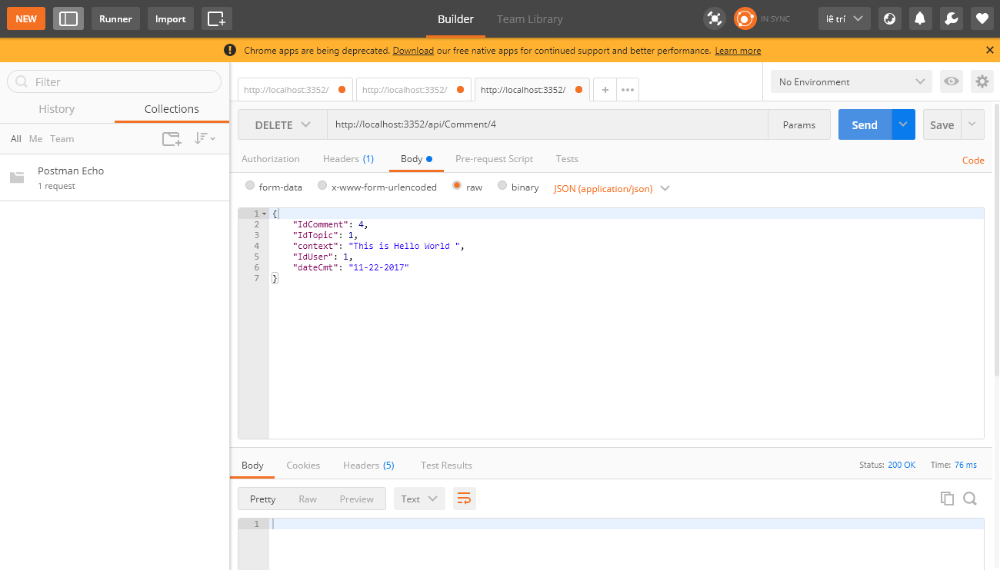 NEW Runner Import Builder Team Library IN SYNC lê trí
! Chrome apps are being deprecated. Download our free native apps for continued support and better performance. Learn more
Filter
History Collections
All Me Team
Postman Echo
1 request
http://localhost:3352/ http://localhost:3352/ http://localhost:3352/ + ••• No Environment
DELETE http://localhost:3352/api/Comment/4 Params Send Save
Authorization Headers (1) Body Pre-request Script Tests Code
form-data x-www-form-urlencoded raw binary JSON (application/json)
1 {
2 "IdComment": 4,
3 "IdTopic": 1,
4 "context": "This is Hello World ",
5 "IdUser": 1,
6 "dateCmt": "11-22-2017"
7 }
Body Cookies Headers (5) Test Results Status: 200 OK Time: 76 ms
Pretty Raw Preview Text
1